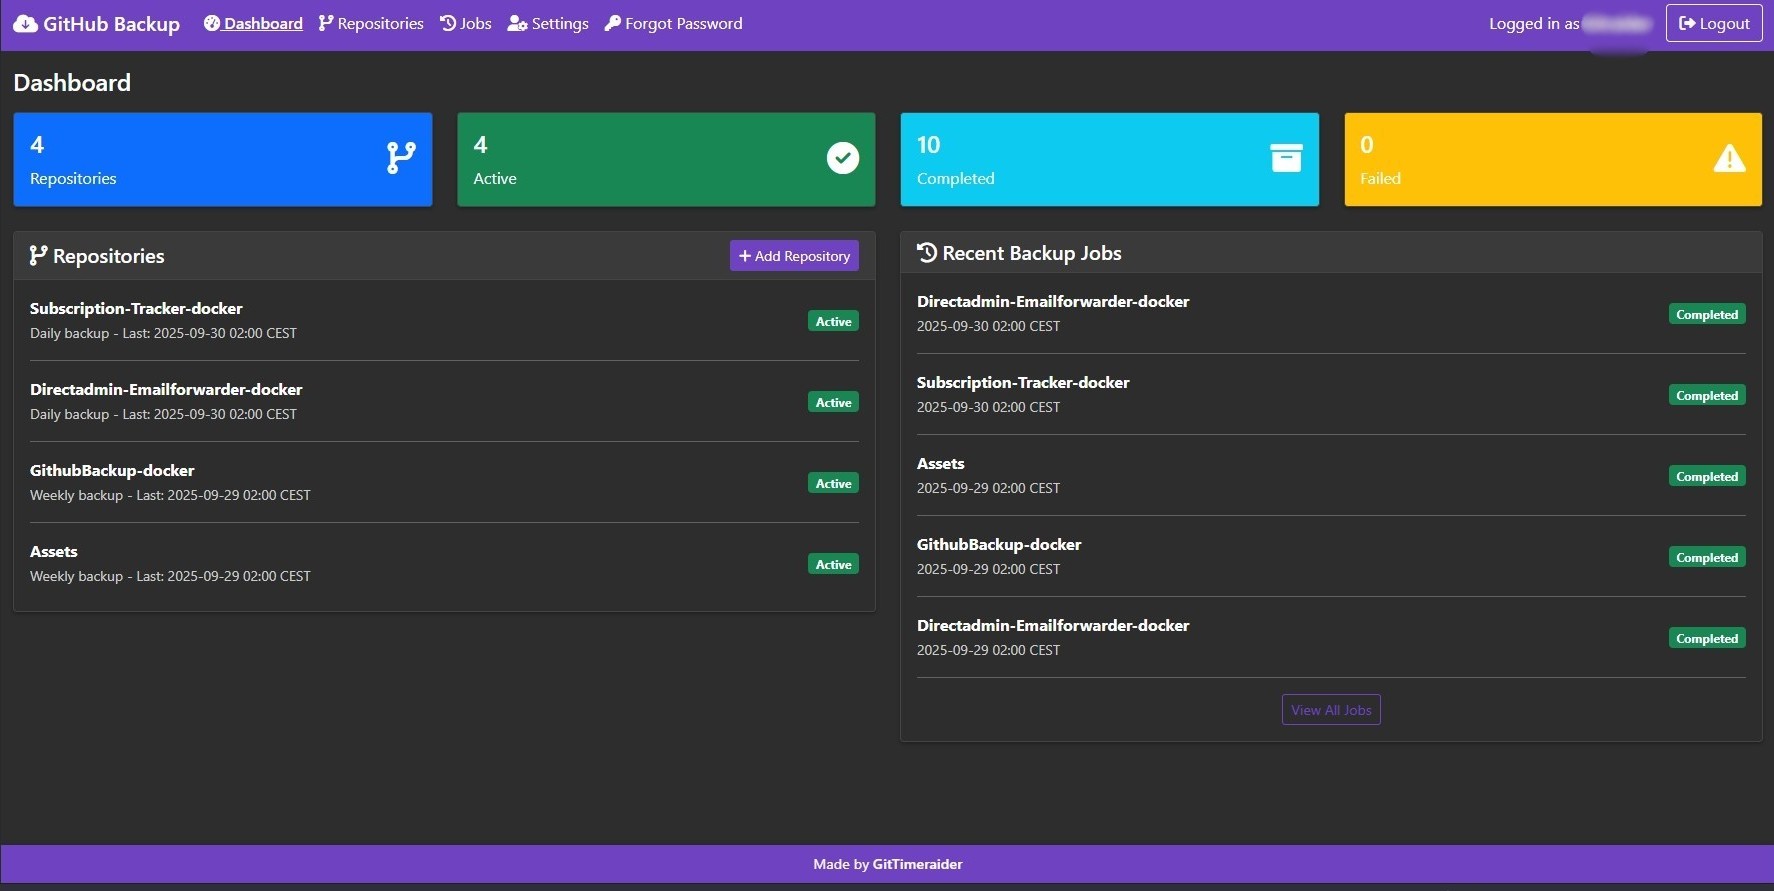 GitHub Backup Dashboard Repositories Jobs Settings Forgot Password Logged in as Logout
Dashboard
4
Repositories
4
Active
10
Completed
0
Failed
Repositories
+ Add Repository
Subscription-Tracker-docker
Daily backup - Last: 2025-09-30 02:00 CEST
Active
Directadmin-Emailforwarder-docker
Daily backup - Last: 2025-09-30 02:00 CEST
Active
GithubBackup-docker
Weekly backup - Last: 2025-09-29 02:00 CEST
Active
Assets
Weekly backup - Last: 2025-09-29 02:00 CEST
Active
Recent Backup Jobs
Directadmin-Emailforwarder-docker
2025-09-30 02:00 CEST
Completed
Subscription-Tracker-docker
2025-09-30 02:00 CEST
Completed
Assets
2025-09-29 02:00 CEST
Completed
GithubBackup-docker
2025-09-29 02:00 CEST
Completed
Directadmin-Emailforwarder-docker
2025-09-29 02:00 CEST
Completed
View All Jobs
Made by GitTimeraider